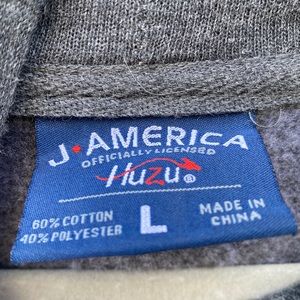 J★AMERICA
OFFICIALLY LICENSED
Huzu®
60% COTTON
40% POLYESTER
L
MADE IN
CHINA